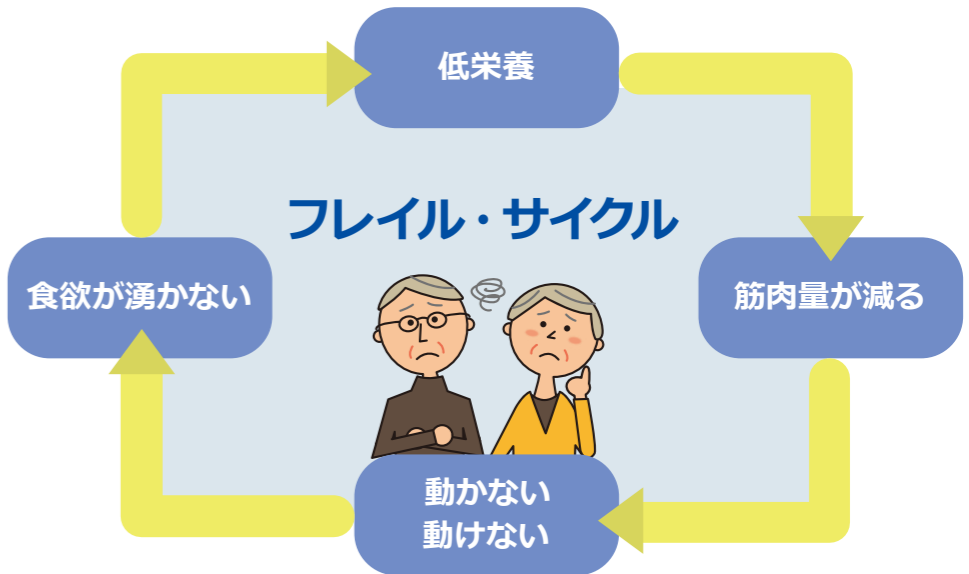 低栄養
フレイル・サイクル
食欲が湧かない
筋肉量が減る
動かない
動けない